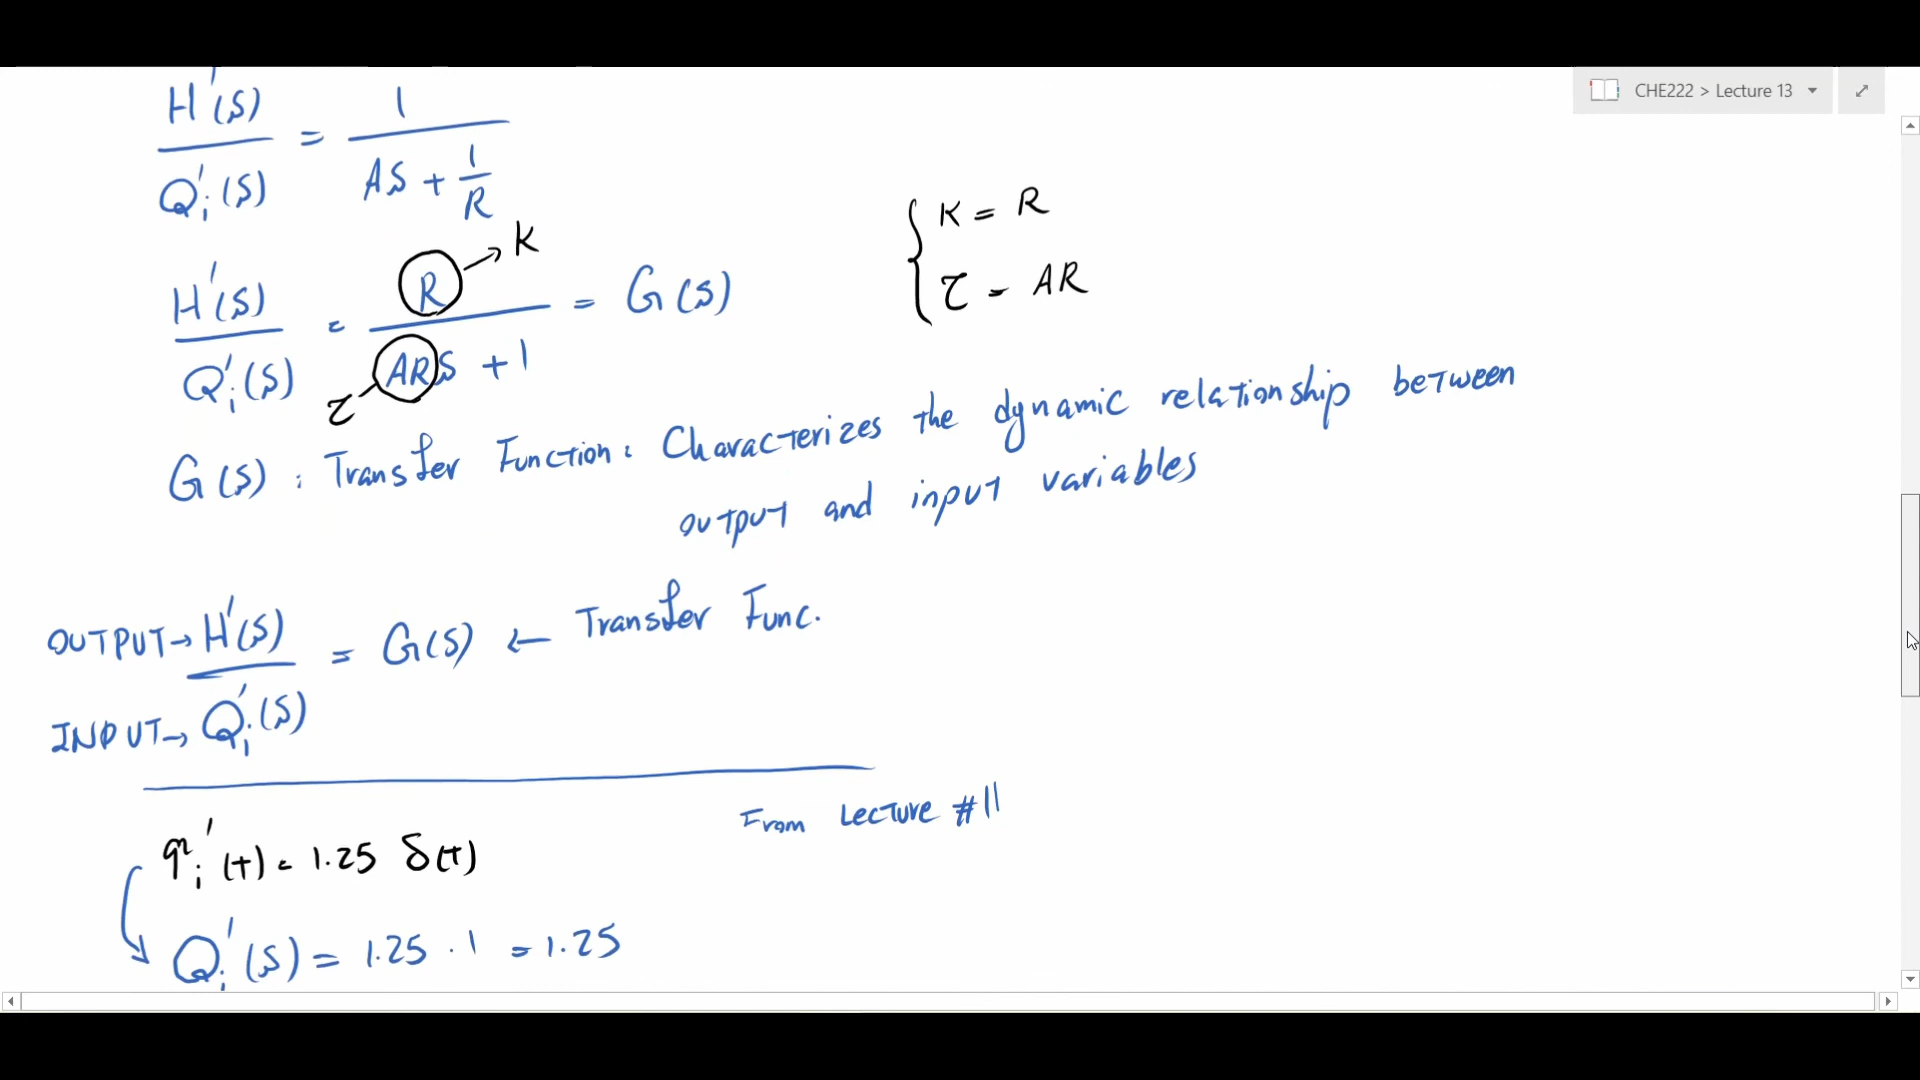 CHE222 > Lecture 13
H'(S) / Q'i(S) = 1 / (AS + 1/R)
K = R
τ = AR
H'(S) / Q'i(S) = R / (ARS + 1) = G(S)
→ K
τ
G(S) : Transfer Function : Characterizes the dynamic relationship between
output and input variables
OUTPUT → H'(S) / = G(S) ← Transfer Func.
INPUT → Q'i(S)
From Lecture #11
q'i(t) = 1.25 δ(t)
Q'i(S) = 1.25 · 1 = 1.25